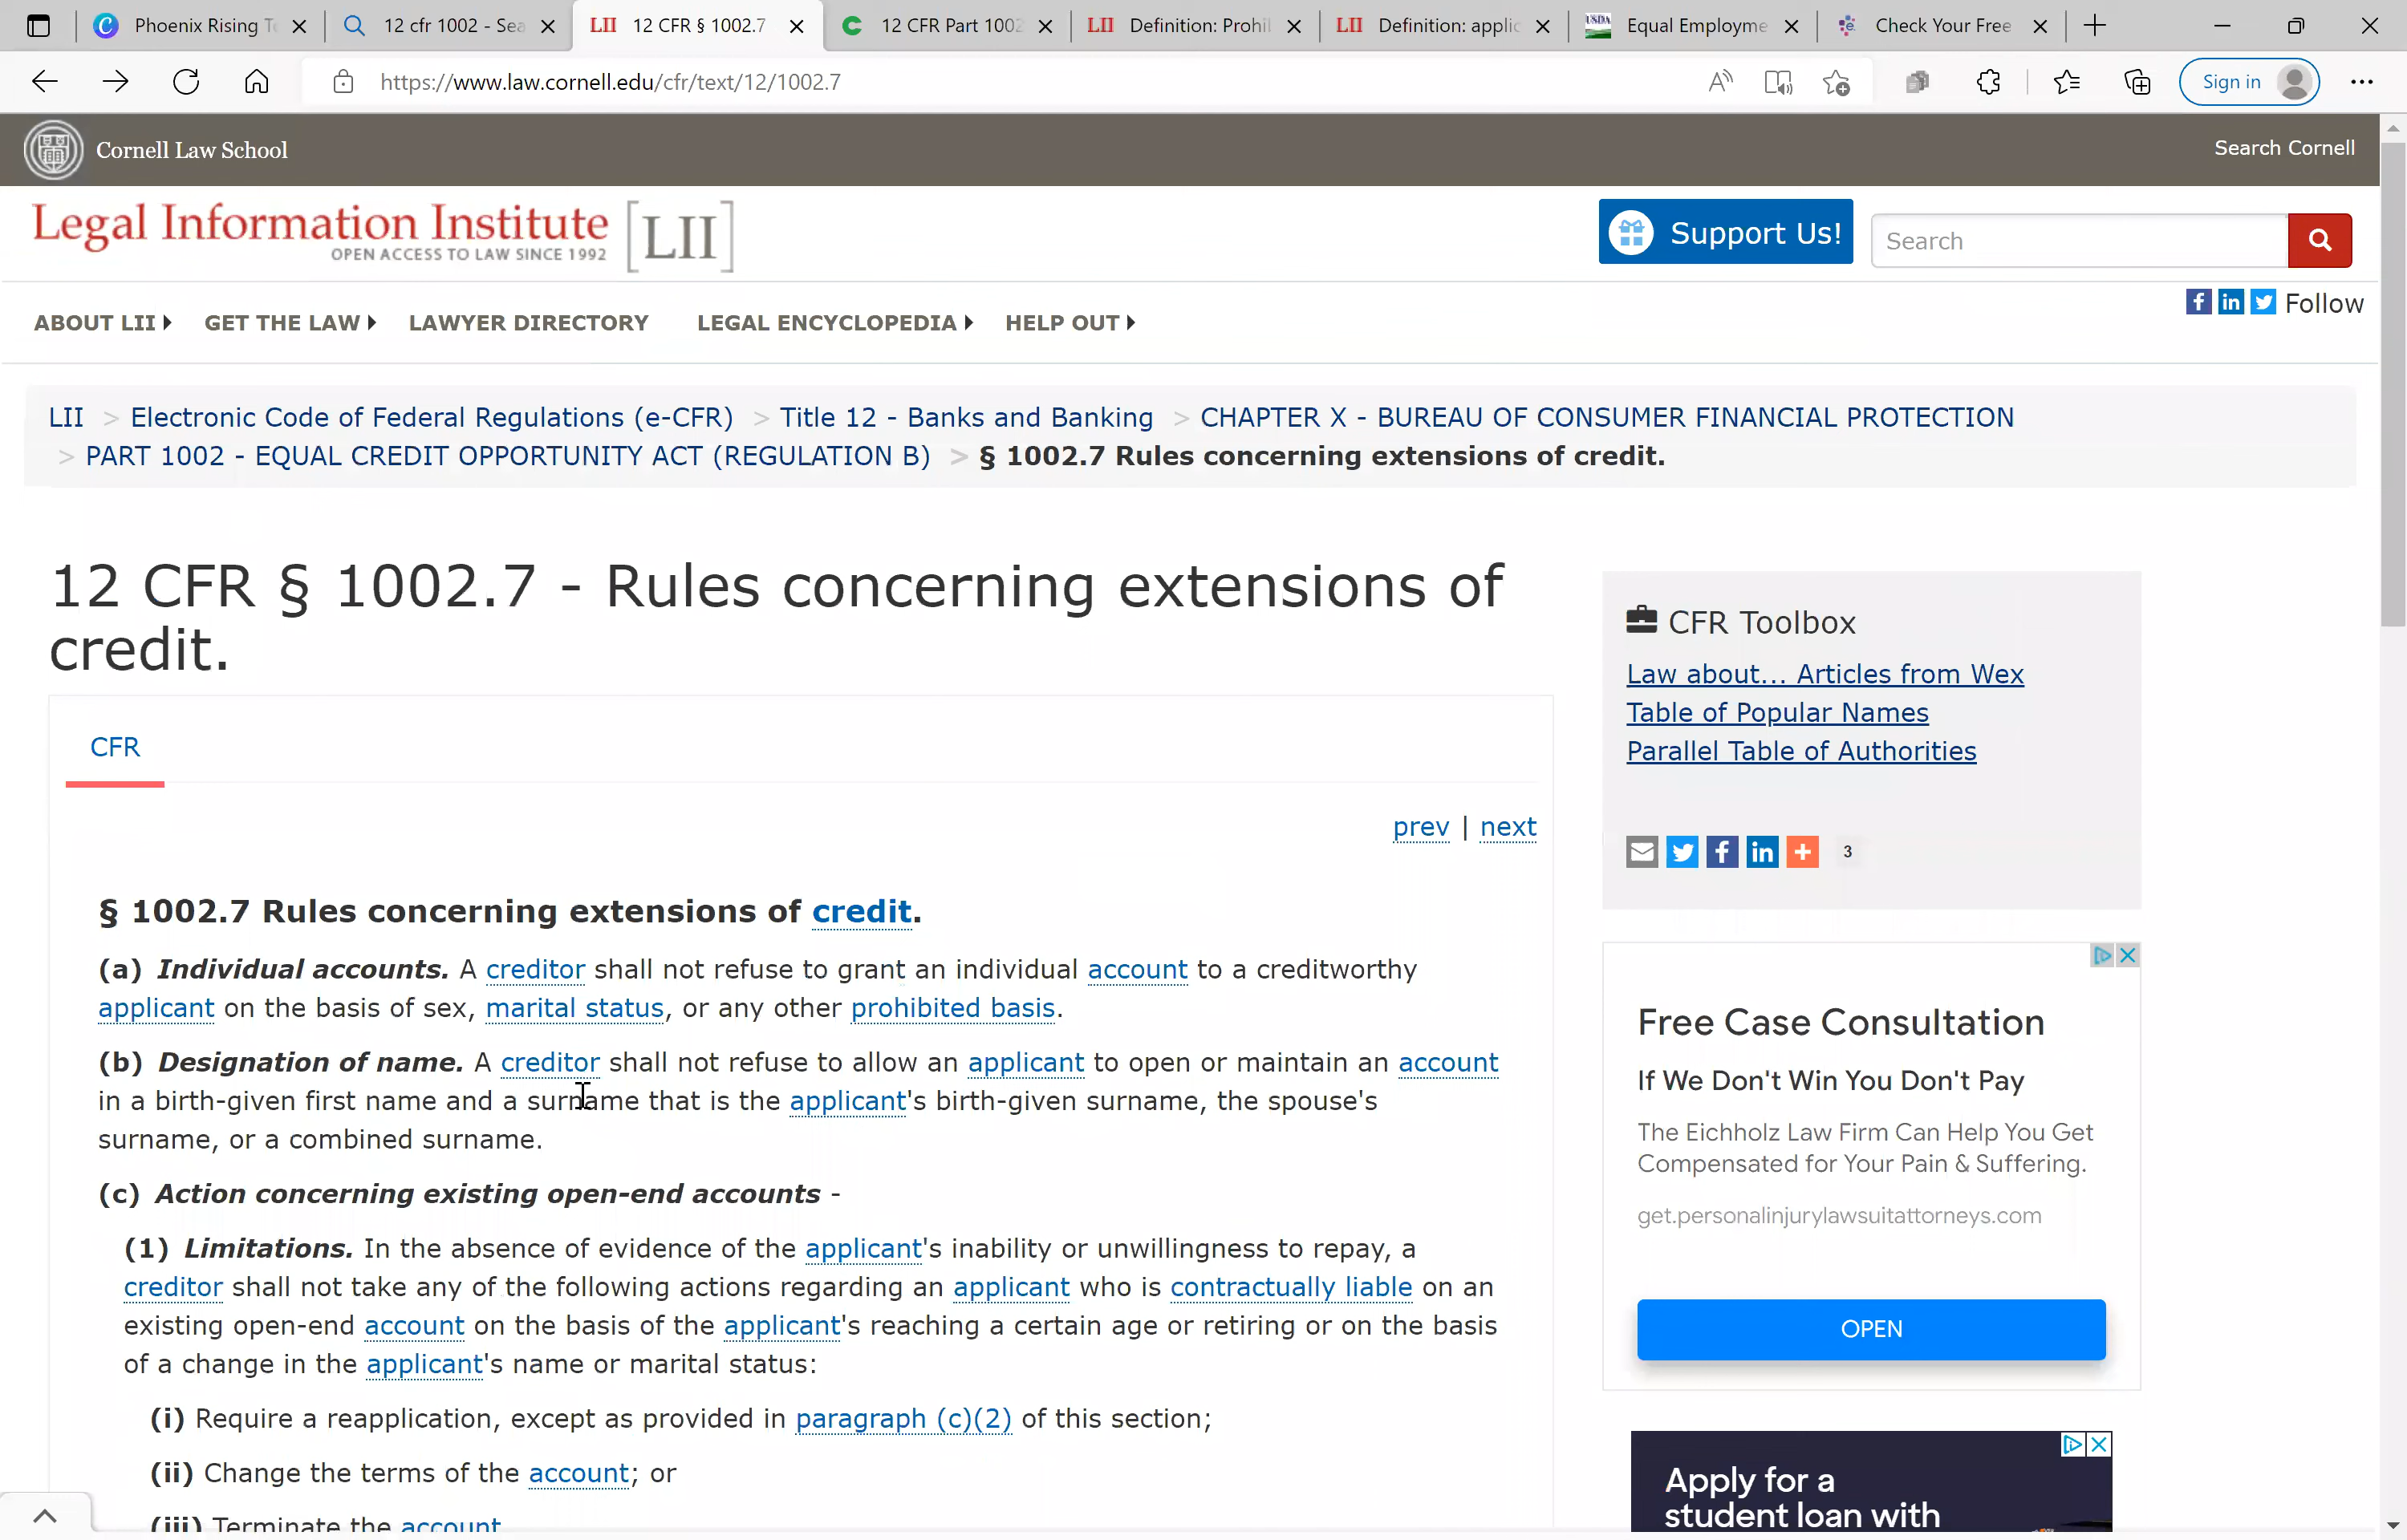 Phoenix Rising Te
12 cfr 1002 - Sea
LII 12 CFR § 1002.7
12 CFR Part 1002
LII Definition: Prohil
LII Definition: applic
USDA Equal Employme
Check Your Free
https://www.law.cornell.edu/cfr/text/12/1002.7
Sign in
Cornell Law School
Search Cornell
Legal Information Institute [LII]
OPEN ACCESS TO LAW SINCE 1992
Support Us!
Search
ABOUT LII GET THE LAW LAWYER DIRECTORY LEGAL ENCYCLOPEDIA HELP OUT
Follow
LII > Electronic Code of Federal Regulations (e-CFR) > Title 12 - Banks and Banking > CHAPTER X - BUREAU OF CONSUMER FINANCIAL PROTECTION
> PART 1002 - EQUAL CREDIT OPPORTUNITY ACT (REGULATION B) > § 1002.7 Rules concerning extensions of credit.
12 CFR § 1002.7 - Rules concerning extensions of
credit.
CFR
prev | next
§ 1002.7 Rules concerning extensions of credit.
(a) Individual accounts. A creditor shall not refuse to grant an individual account to a creditworthy
applicant on the basis of sex, marital status, or any other prohibited basis.
(b) Designation of name. A creditor shall not refuse to allow an applicant to open or maintain an account
in a birth-given first name and a surname that is the applicant's birth-given surname, the spouse's
surname, or a combined surname.
(c) Action concerning existing open-end accounts -
(1) Limitations. In the absence of evidence of the applicant's inability or unwillingness to repay, a
creditor shall not take any of the following actions regarding an applicant who is contractually liable on an
existing open-end account on the basis of the applicant's reaching a certain age or retiring or on the basis
of a change in the applicant's name or marital status:
(i) Require a reapplication, except as provided in paragraph (c)(2) of this section;
(ii) Change the terms of the account; or
(iii) Terminate the account.
CFR Toolbox
Law about... Articles from Wex
Table of Popular Names
Parallel Table of Authorities
3
Free Case Consultation
If We Don't Win You Don't Pay
The Eichholz Law Firm Can Help You Get
Compensated for Your Pain & Suffering.
get.personalinjurylawsuitattorneys.com
OPEN
Apply for a
student loan with